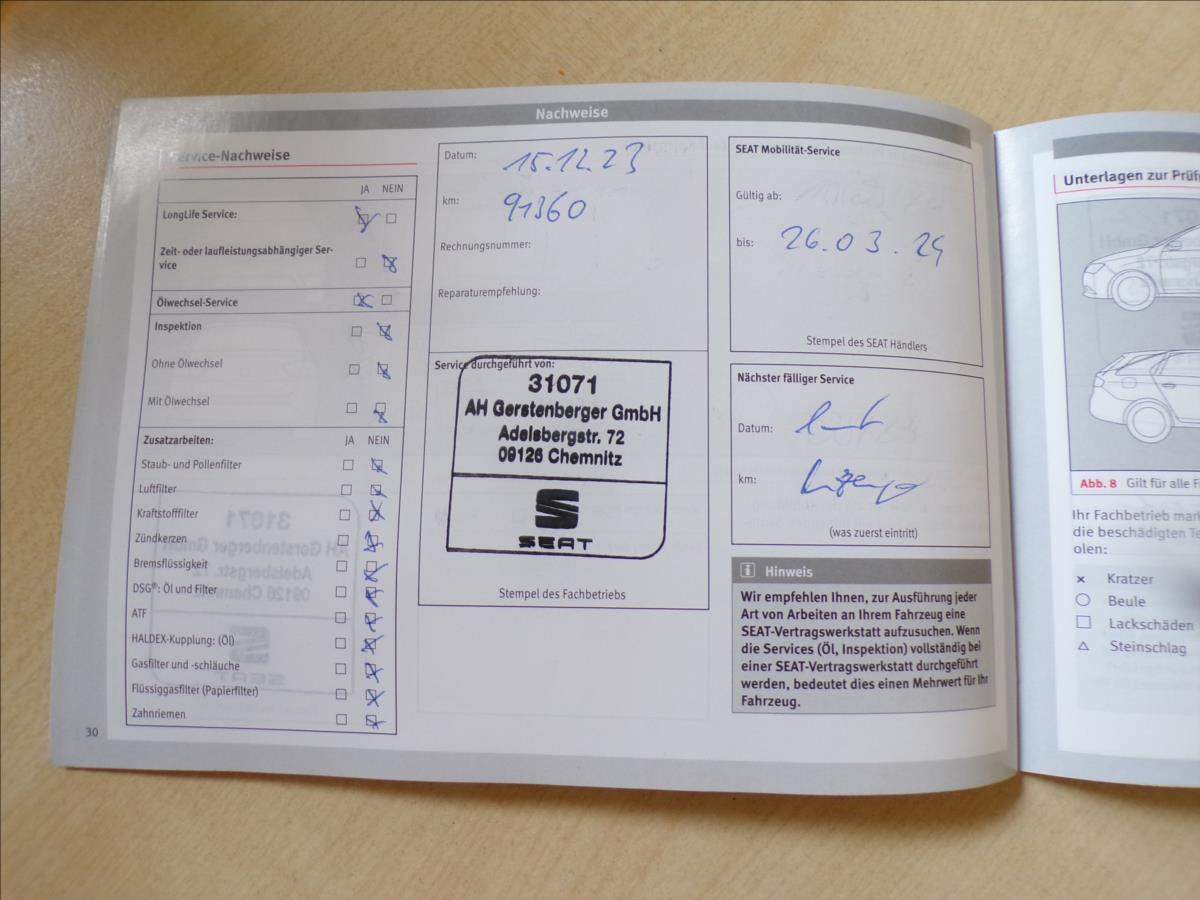 Nachweise
Service-Nachweise
JA NEIN
LongLife Service:
Zeit- oder laufleistungsabhängiger Ser-
vice
Ölwechsel-Service
Inspektion
Ohne Ölwechsel
Mit Ölwechsel
Zusatzarbeiten: JA NEIN
Staub- und Pollenfilter
Luftfilter
Kraftstofffilter
Zündkerzen
Bremsflüssigkeit
DSG®: Öl und Filter
ATF
HALDEX-Kupplung: (Öl)
Gasfilter und -schläuche
Flüssiggasfilter (Papierfilter)
Zahnriemen
30
Datum: 15.12.23
km: 91360
Rechnungsnummer:
Reparaturempfehlung:
Service durchgeführt von:
31071
AH Gerstenberger GmbH
Adelsbergstr. 72
09126 Chemnitz
SEAT
Stempel des Fachbetriebs
SEAT Mobilität-Service
Gültig ab:
bis: 26.03.24
Stempel des SEAT Händlers
Nächster fälliger Service
Datum: laut
km: Anzeige
(was zuerst eintritt)
Hinweis
Wir empfehlen Ihnen, zur Ausführung jeder
Art von Arbeiten an Ihrem Fahrzeug eine
SEAT-Vertragswerkstatt aufzusuchen. Wenn
die Services (Öl, Inspektion) vollständig bei
einer SEAT-Vertragswerkstatt durchgeführt
werden, bedeutet dies einen Mehrwert für Ihr
Fahrzeug.
Unterlagen zur Prüf
Abb. 8 Gilt für alle F
Ihr Fachbetrieb mar
die beschädigten Te
olen:
Kratzer
Beule
Lackschäden
Steinschlag